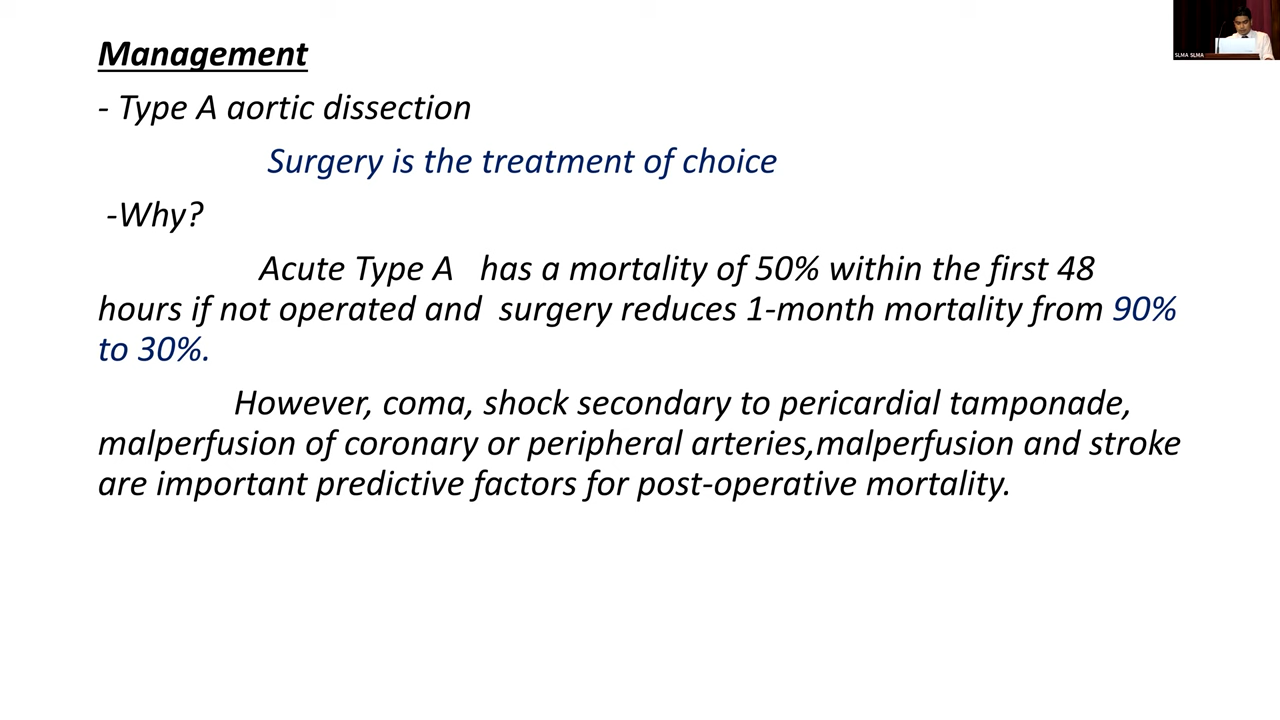 Management
- Type A aortic dissection
Surgery is the treatment of choice
-Why?
Acute Type A has a mortality of 50% within the first 48
hours if not operated and surgery reduces 1-month mortality from 90%
to 30%.
However, coma, shock secondary to pericardial tamponade,
malperfusion of coronary or peripheral arteries,malperfusion and stroke
are important predictive factors for post-operative mortality.
SLMA SLMA